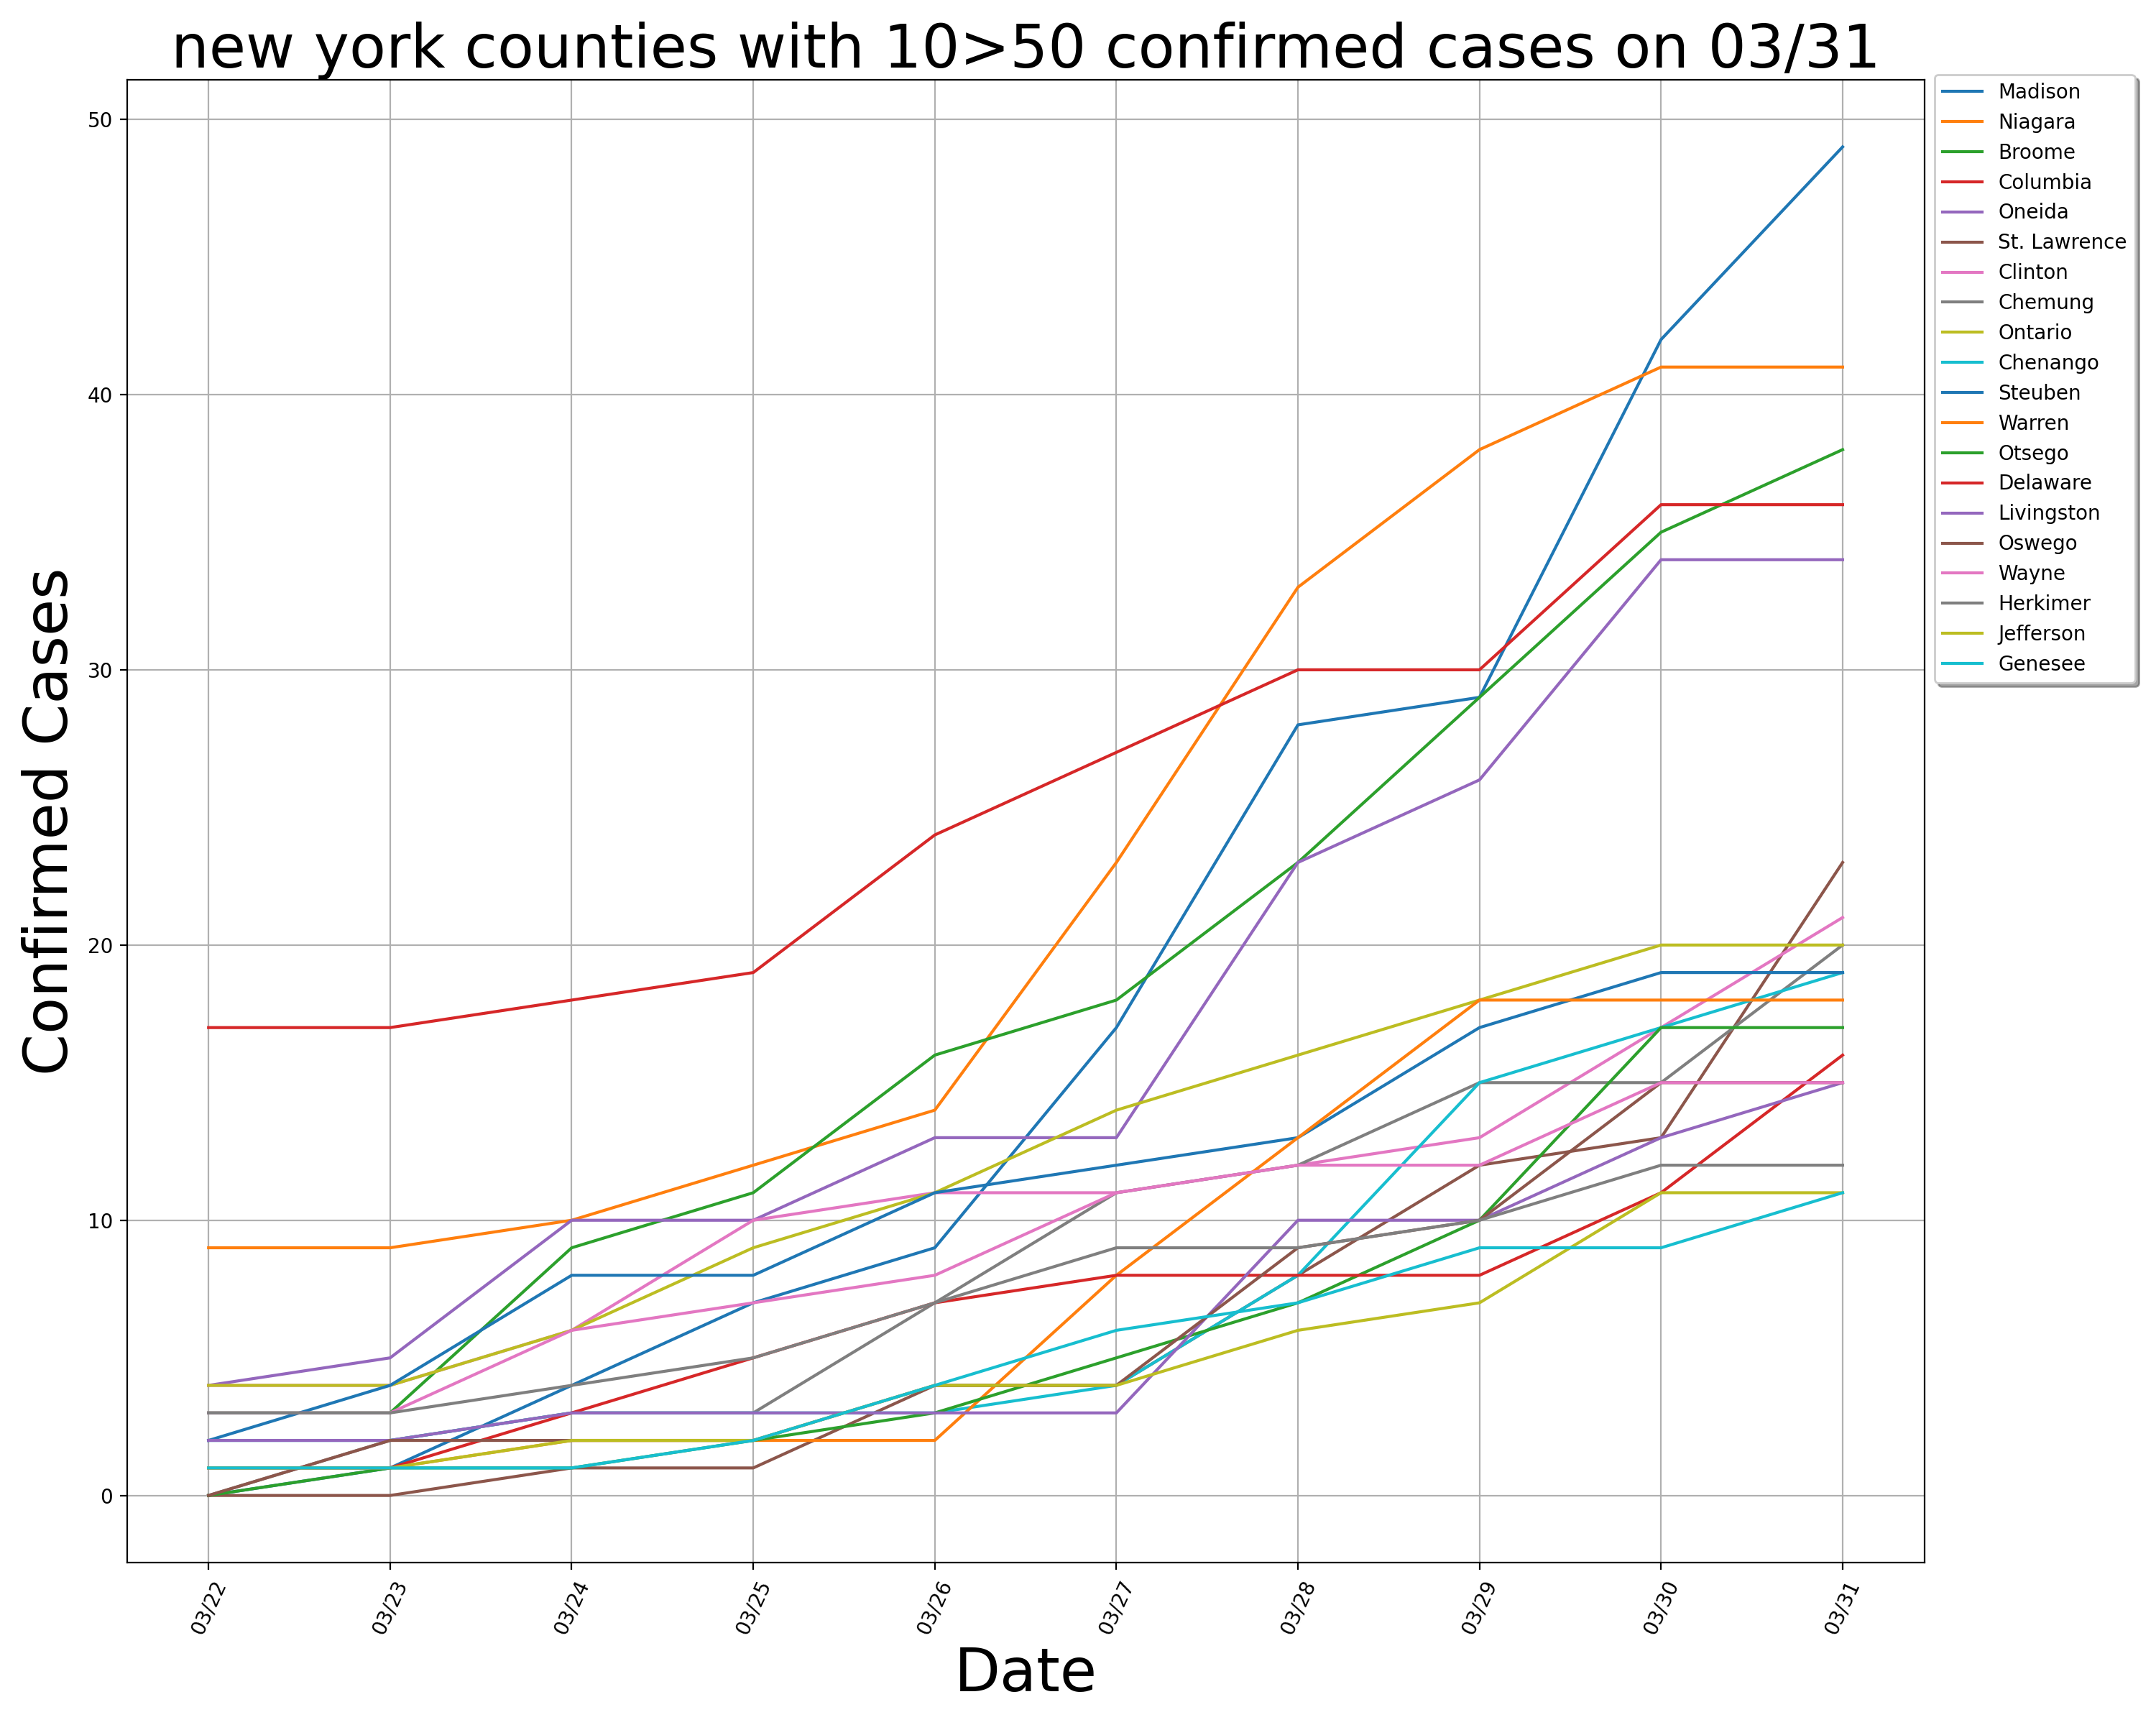 new york counties with 10>50 confirmed cases on 03/31
Confirmed Cases
50
40
30
20
10
0
03/22
03/23
03/24
03/25
03/26
03/27
03/28
03/29
03/30
03/31
Date
Madison
Niagara
Broome
Columbia
Oneida
St. Lawrence
Clinton
Chemung
Ontario
Chenango
Steuben
Warren
Otsego
Delaware
Livingston
Oswego
Wayne
Herkimer
Jefferson
Genesee